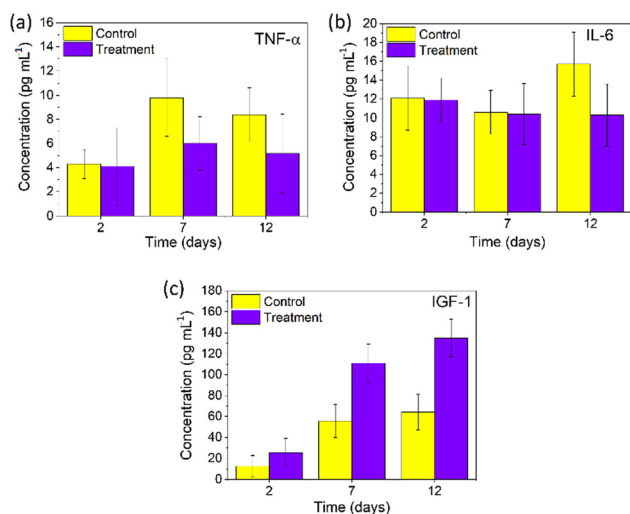 (a)
TNF-α
Control
Treatment
Concentration (pg mL⁻¹)
16
14
12
10
8
6
4
2
0
2 7 12
Time (days)
(b)
IL-6
Control
Treatment
Concentration (pg mL⁻¹)
20
18
16
14
12
10
8
6
4
2
0
2 7 12
Time (days)
(c)
IGF-1
Control
Treatment
Concentration (pg mL⁻¹)
180
160
140
120
100
80
60
40
20
0
2 7 12
Time (days)